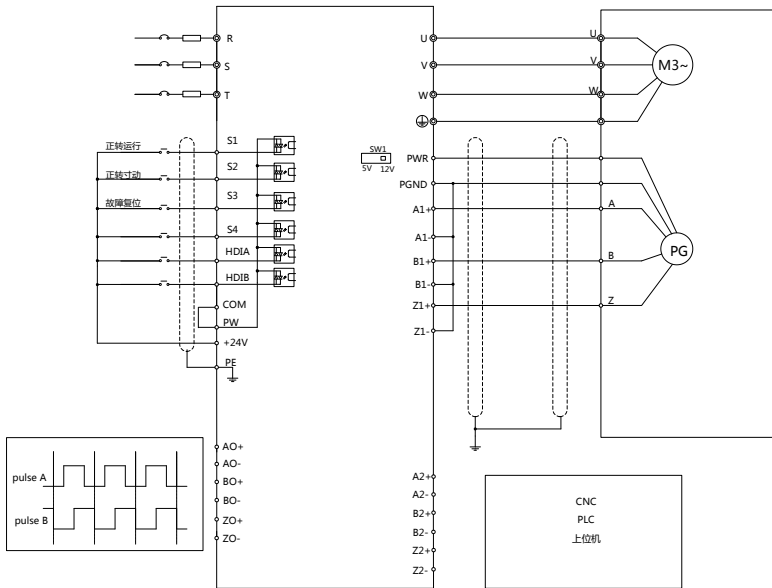 R
S
T
正转运行
正转寸动
故障复位
S1
S2
S3
S4
HDIA
HDIB
COM
PW
+24V
PE
SW1
5V 12V
U
V
W
PWR
PGND
A1+
A1-
B1+
B1-
Z1+
Z1-
U
V
W
M3~
A
B
Z
PG
pulse A
pulse B
AO+
AO-
BO+
BO-
ZO+
ZO-
A2+
A2-
B2+
B2-
Z2+
Z2-
CNC
PLC
上位机